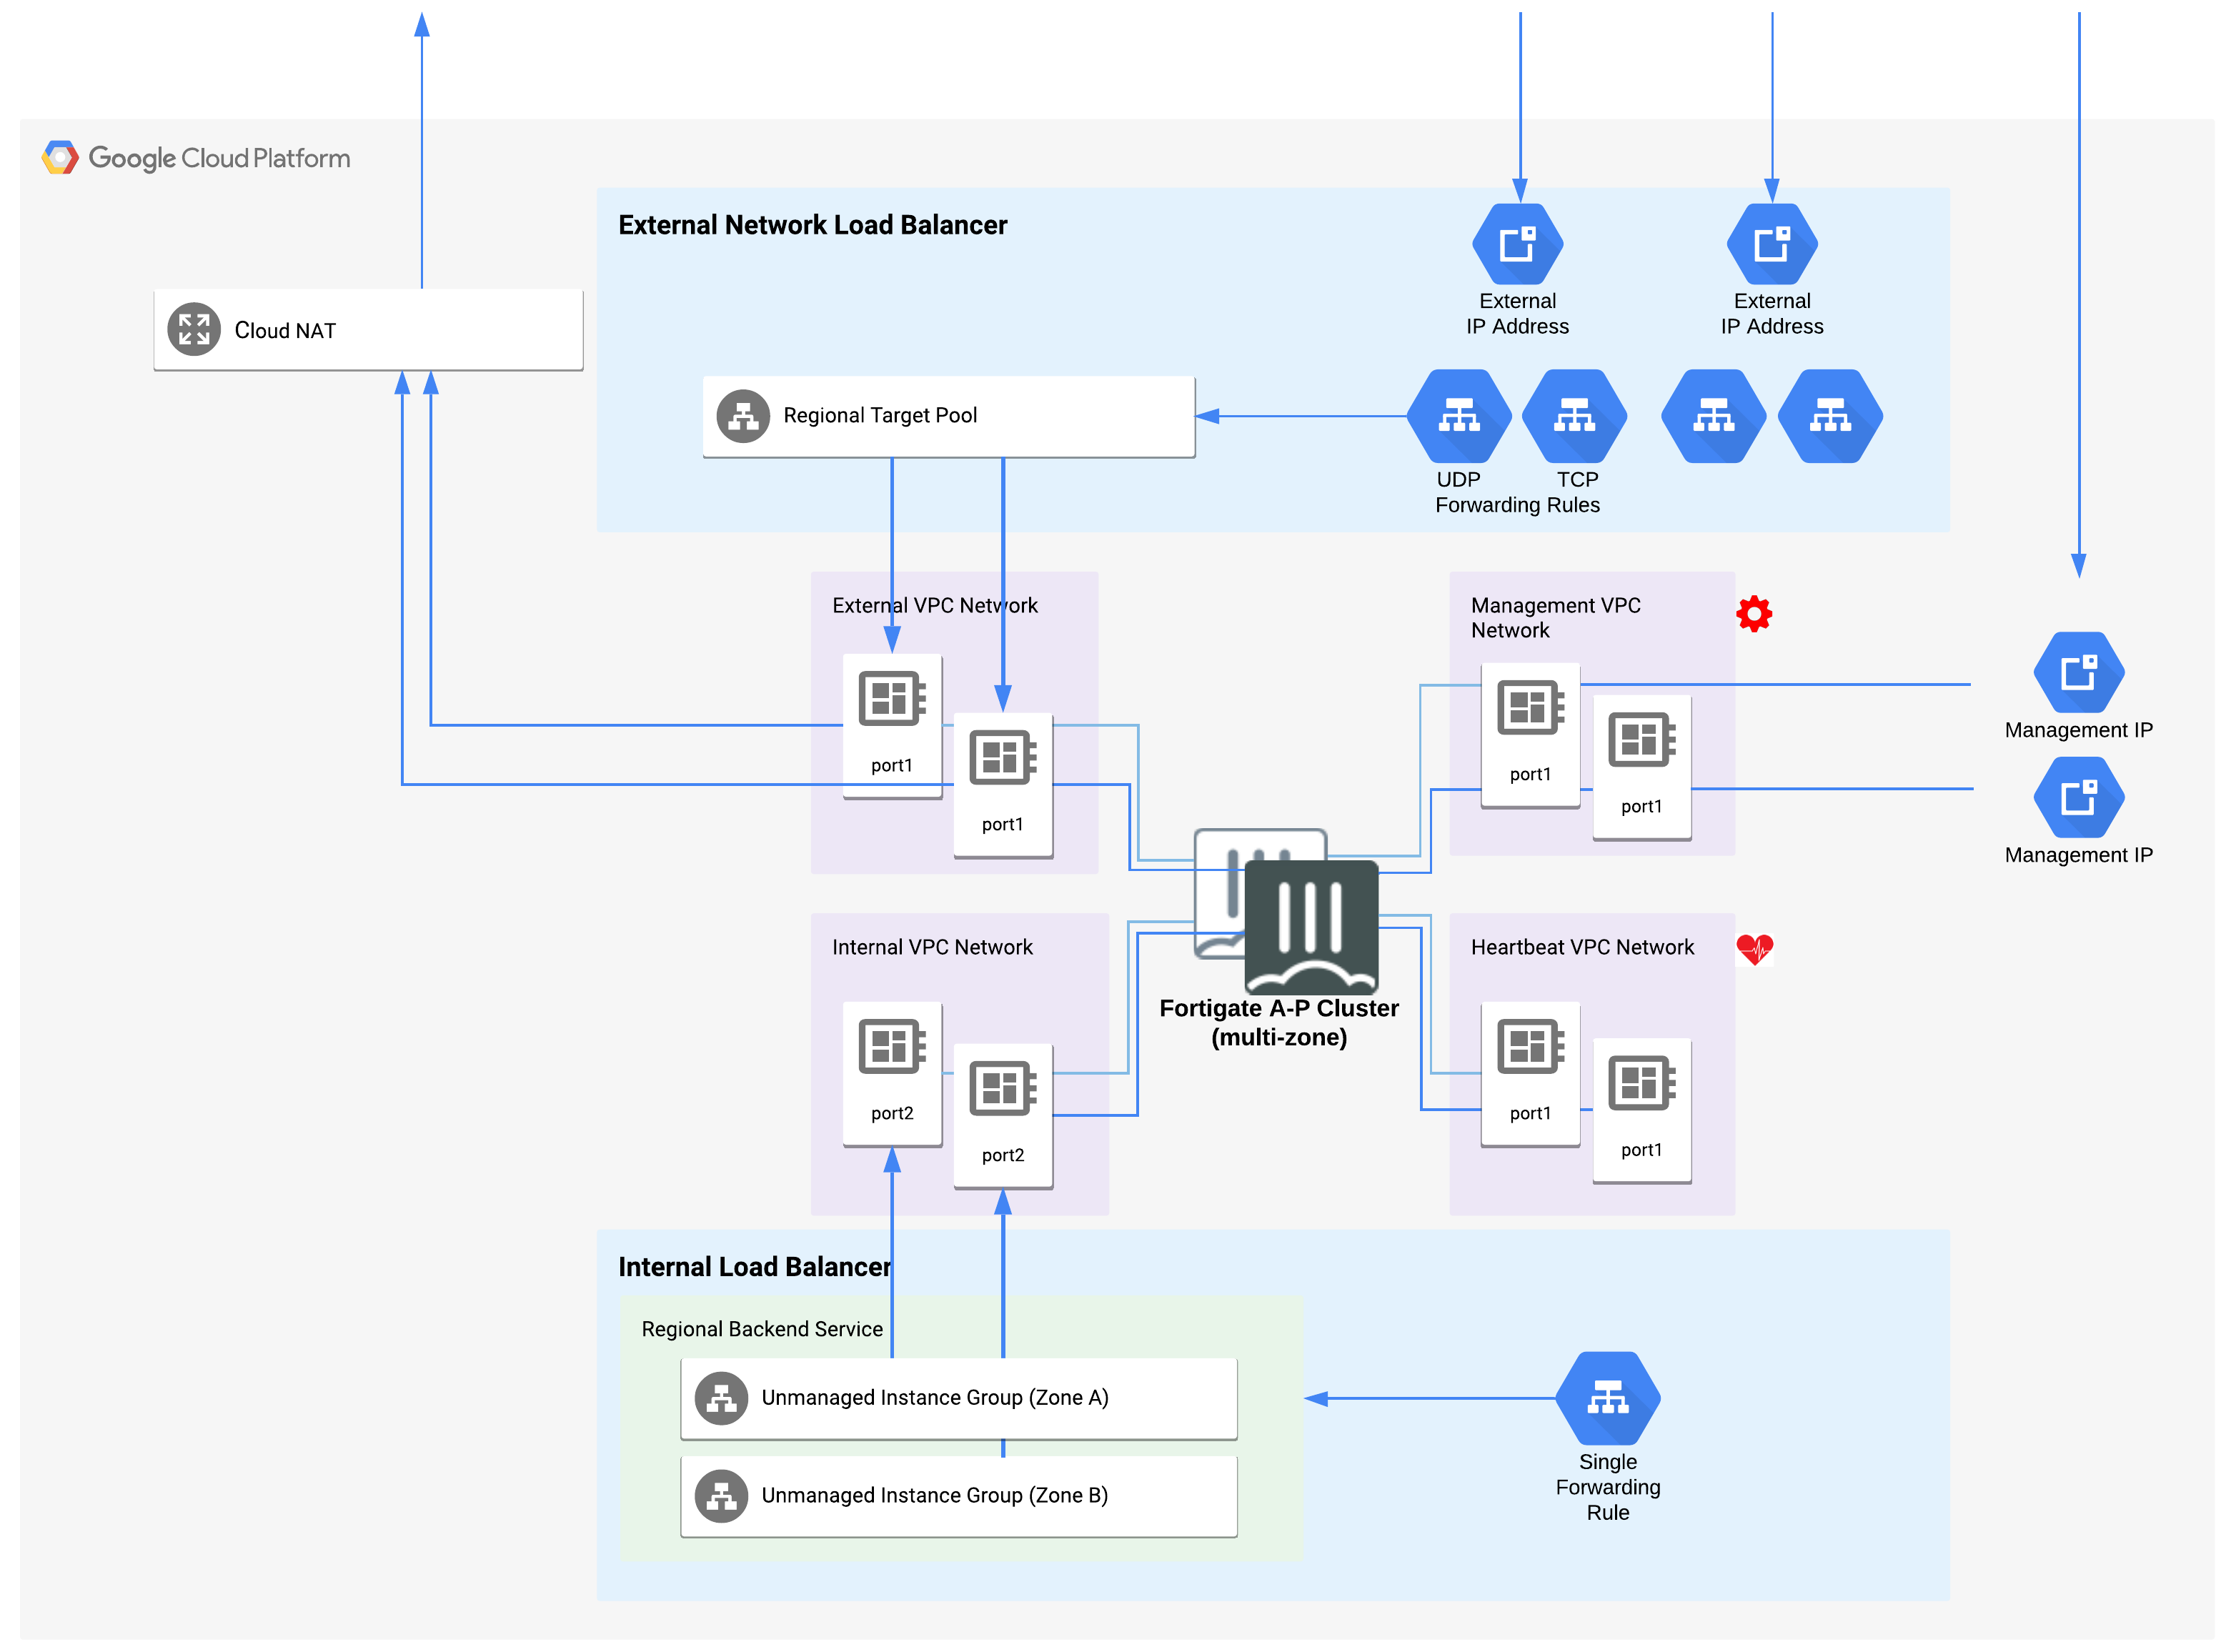 Google Cloud Platform
External Network Load Balancer
External
IP Address
External
IP Address
Cloud NAT
Regional Target Pool
UDP TCP
Forwarding Rules
External VPC Network
port1
port1
Management VPC
Network
port1
port1
Management IP
Management IP
Fortigate A-P Cluster
(multi-zone)
Internal VPC Network
port2
port2
Heartbeat VPC Network
port1
port1
Internal Load Balancer
Regional Backend Service
Unmanaged Instance Group (Zone A)
Unmanaged Instance Group (Zone B)
Single
Forwarding
Rule